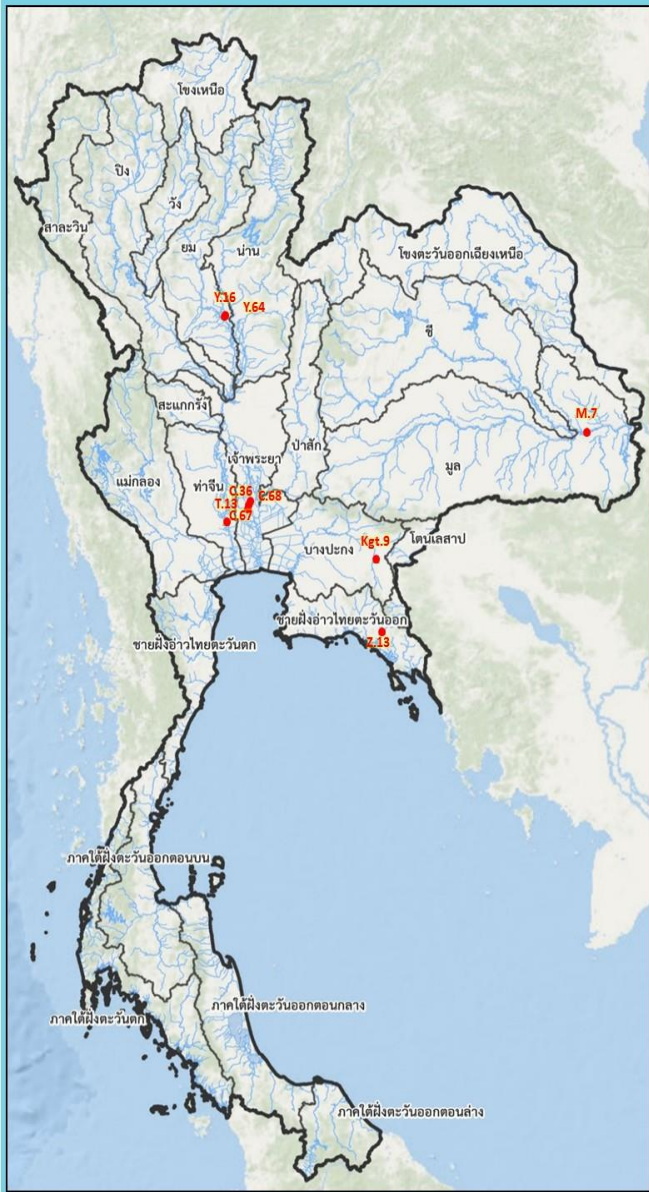 โขงเหนือ
ปิง
วัง
สาละวิน
ยม
น่าน
โขงตะวันออกเฉียงเหนือ
Y.16
Y.64
ชี
สะแกกรัง
M.7
ป่าสัก
เจ้าพระยา
มูล
แม่กลอง
ท่าจีน
C.36
C.68
T.13
C.67
Kgt.9
บางปะกง
โตนเลสาป
ชายฝั่งอ่าวไทยตะวันออก
Z.13
ชายฝั่งอ่าวไทยตะวันตก
ภาคใต้ฝั่งตะวันออกตอนบน
ภาคใต้ฝั่งตะวันออกตอนกลาง
ภาคใต้ฝั่งตะวันตก
ภาคใต้ฝั่งตะวันออกตอนล่าง